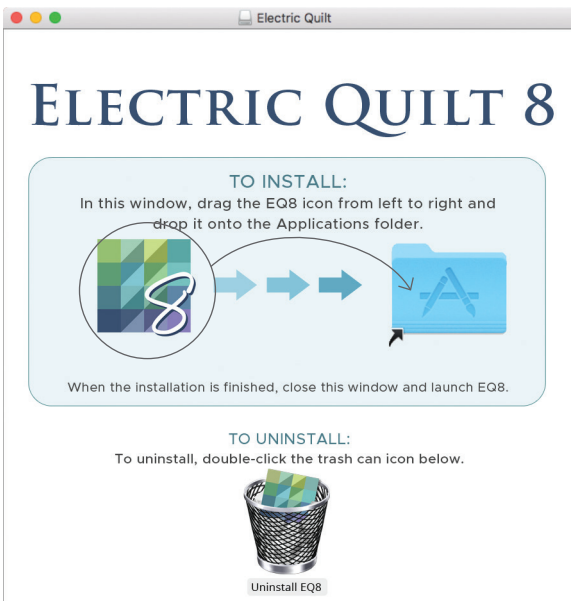 Electric Quilt
ELECTRIC QUILT 8
TO INSTALL:
In this window, drag the EQ8 icon from left to right and
drop it onto the Applications folder.
8
When the installation is finished, close this window and launch EQ8.
TO UNINSTALL:
To uninstall, double-click the trash can icon below.
Uninstall EQ8